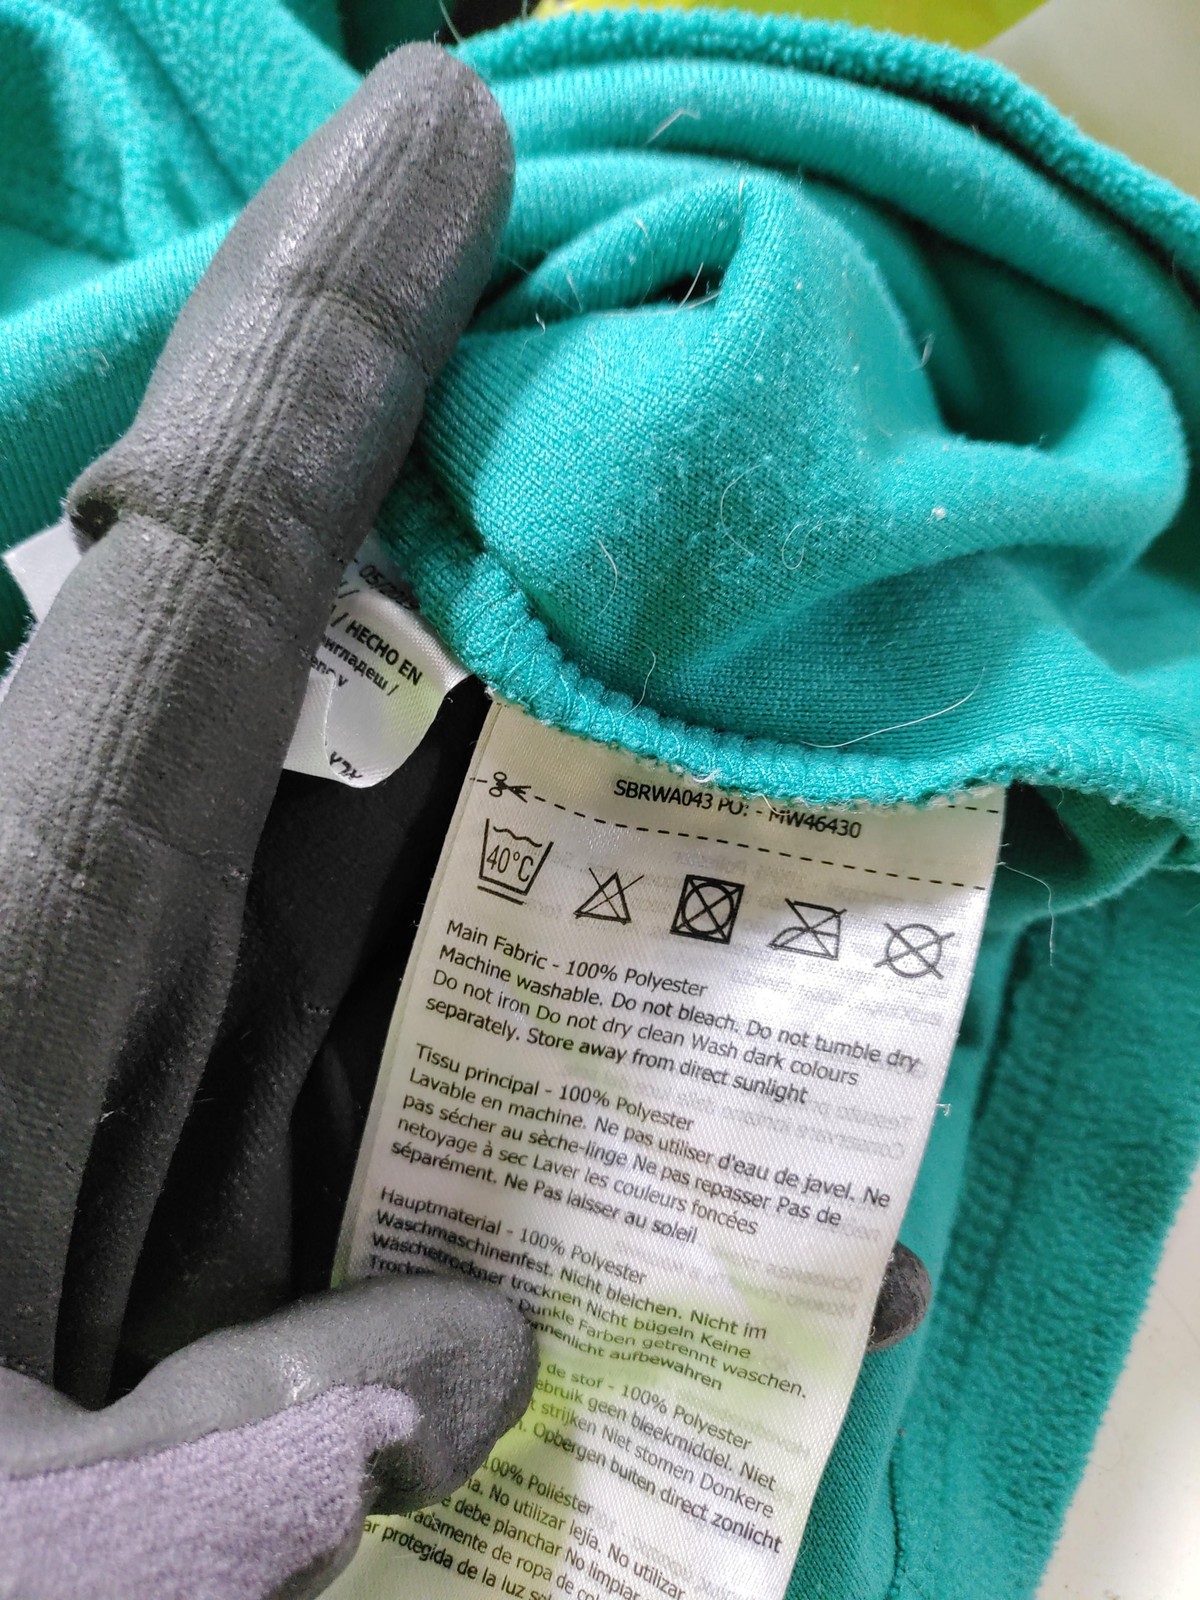 / HECHO EN
SBRWA043 PO: - MW46430
40°C
Main Fabric - 100% Polyester
Machine washable. Do not bleach. Do not tumble dry
Do not iron Do not dry clean Wash dark colours
separately. Store away from direct sunlight
Tissu principal - 100% Polyester
Lavable en machine. Ne pas utiliser d'eau de javel. Ne
pas sécher au sèche-linge Ne pas repasser Pas de
netoyage à sec Laver les couleurs foncées
séparément. Ne Pas laisser au soleil
Hauptmaterial - 100% Polyester
Waschmaschinenfest. Nicht bleichen. Nicht im
Wäschetrockner trocknen Nicht bügeln Keine
Dunkle Farben getrennt waschen.
aufbewahren
de stof - 100% Polyester
geen bleekmiddel. Niet
strijken Niet stomen Donkere
Opbergen buiten direct zonlicht
100% Poliéster
No utilizar lejía. No utilizar
debe planchar No limpiar
de ropa de
protegida de la luz